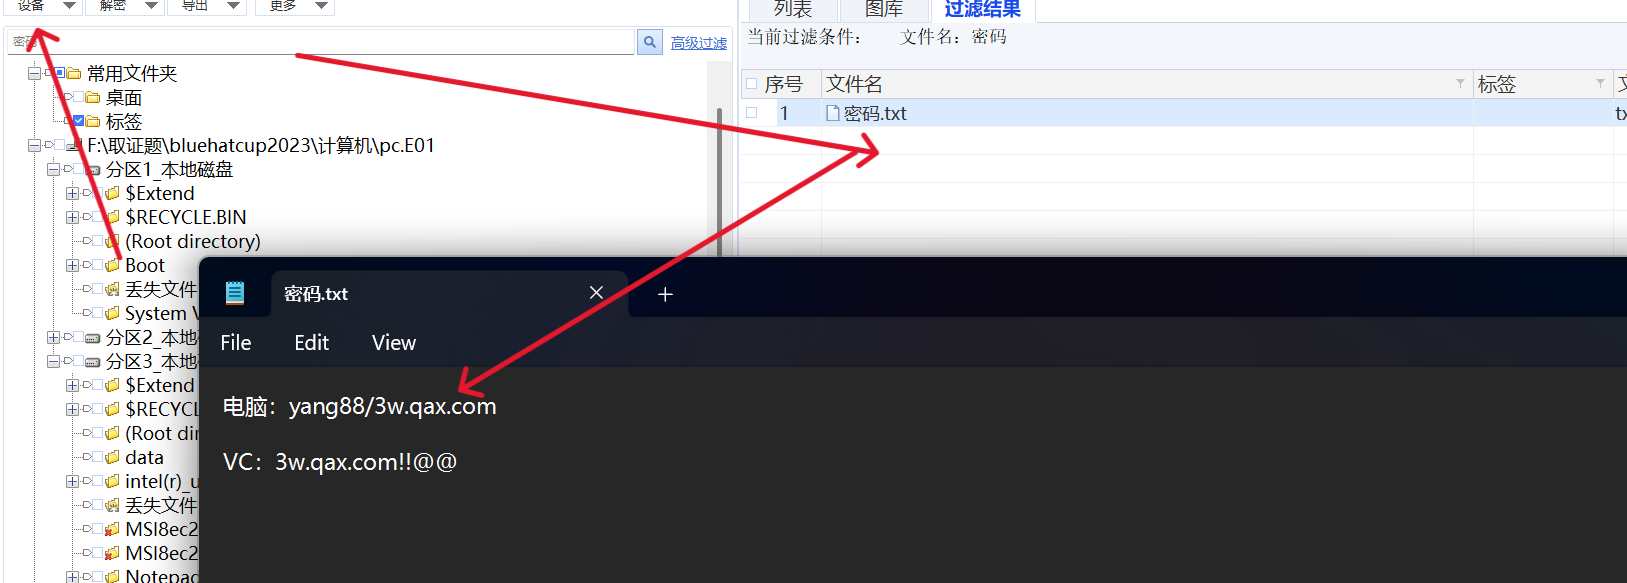 设备 解密 导出 更多
密码 高级过滤
常用文件夹
桌面
标签
F:\取证题\bluehatcup2023\计算机\pc.E01
分区1_本地磁盘
$Extend
$RECYCLE.BIN
(Root directory)
Boot
丢失文件
System V
分区2_本地
分区3_本地
$Extend
$RECYCL
(Root dir
data
intel(r)_u
丢失文件
MSI8ec2
MSI8ec2
Notepad
列表 图库 过滤结果
当前过滤条件： 文件名：密码
序号 文件名 标签 文
1 密码.txt tx
密码.txt
File Edit View
电脑：yang88/3w.qax.com
VC：3w.qax.com!!@@